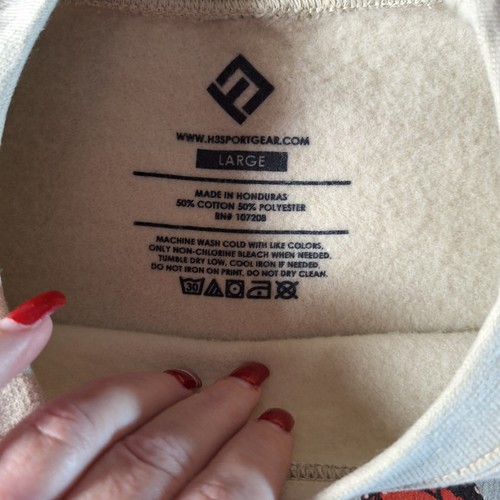 WWW.H3SPORTGEAR.COM
LARGE
MADE IN HONDURAS
50% COTTON 50% POLYESTER
RN# 107208
MACHINE WASH COLD WITH LIKE COLORS,
ONLY NON-CHLORINE BLEACH WHEN NEEDED.
TUMBLE DRY LOW. COOL IRON IF NEEDED.
DO NOT IRON ON PRINT. DO NOT DRY CLEAN.
30